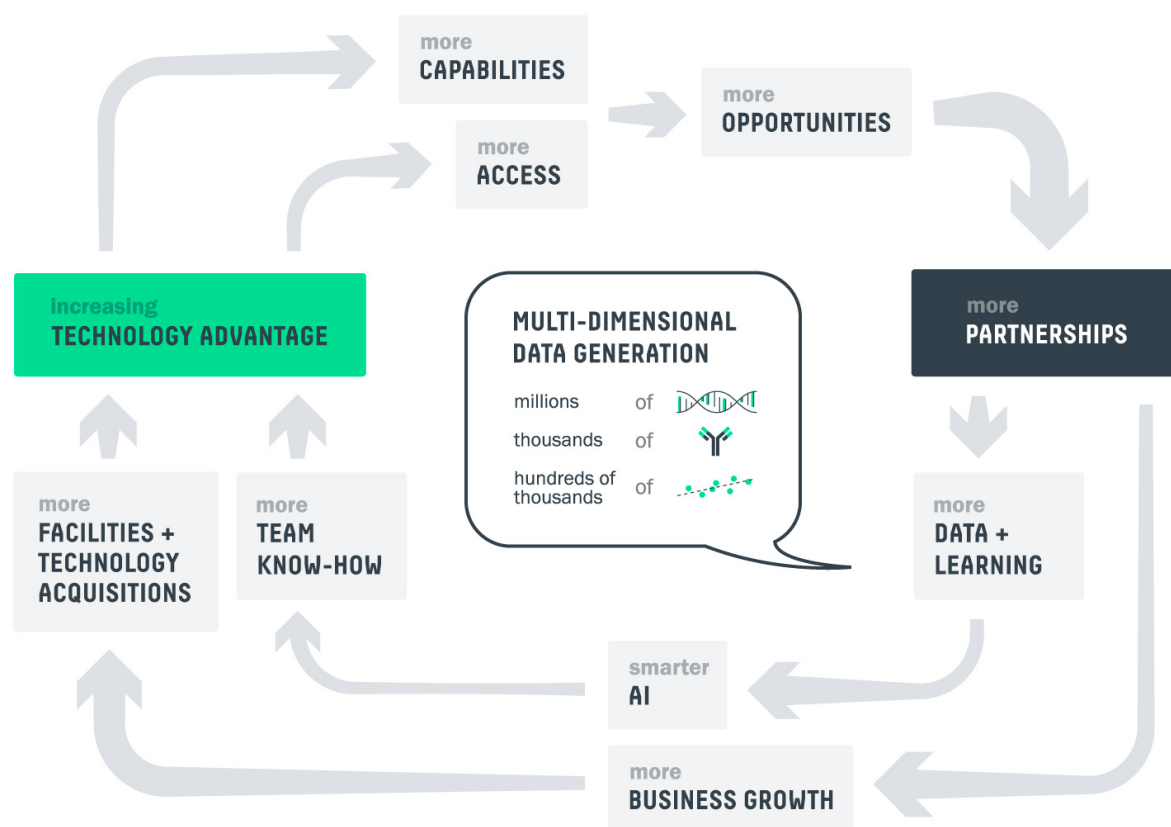 more
CAPABILITIES
more
ACCESS
more
OPPORTUNITIES
increasing
TECHNOLOGY ADVANTAGE
MULTI-DIMENSIONAL
DATA GENERATION
millions of
thousands of
hundreds of
thousands of
more
PARTNERSHIPS
more
FACILITIES +
TECHNOLOGY
ACQUISITIONS
more
TEAM
KNOW-HOW
more
DATA +
LEARNING
smarter
AI
more
BUSINESS GROWTH